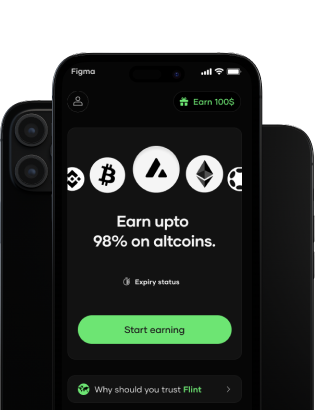 Figma
Earn 100$
Earn upto
98% on altcoins.
Expiry status
Start earning
Why should you trust Flint